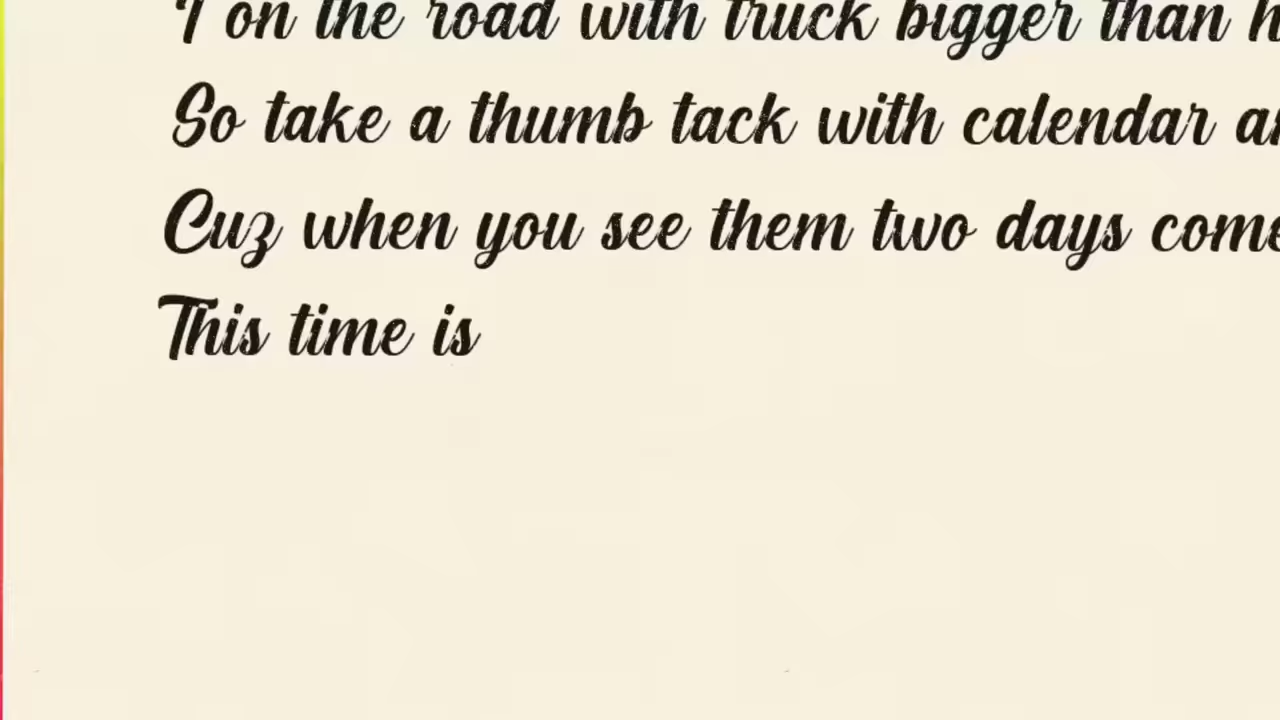 I on the road with truck bigger than
So take a thumb tack with calendar
Cuz when you see them two days come
This time is